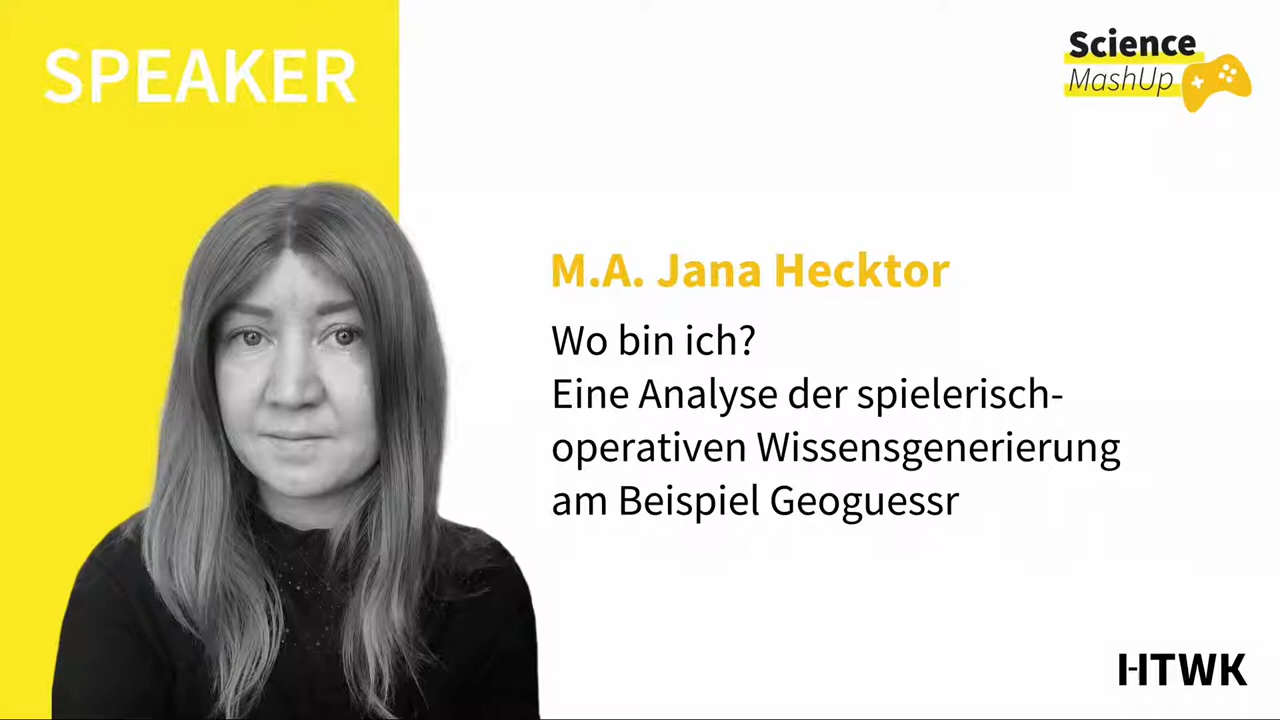 SPEAKER
Science
MashUp
M.A. Jana Hecktor
Wo bin ich?
Eine Analyse der spielerisch-
operativen Wissensgenerierung
am Beispiel Geoguessr
HTWK